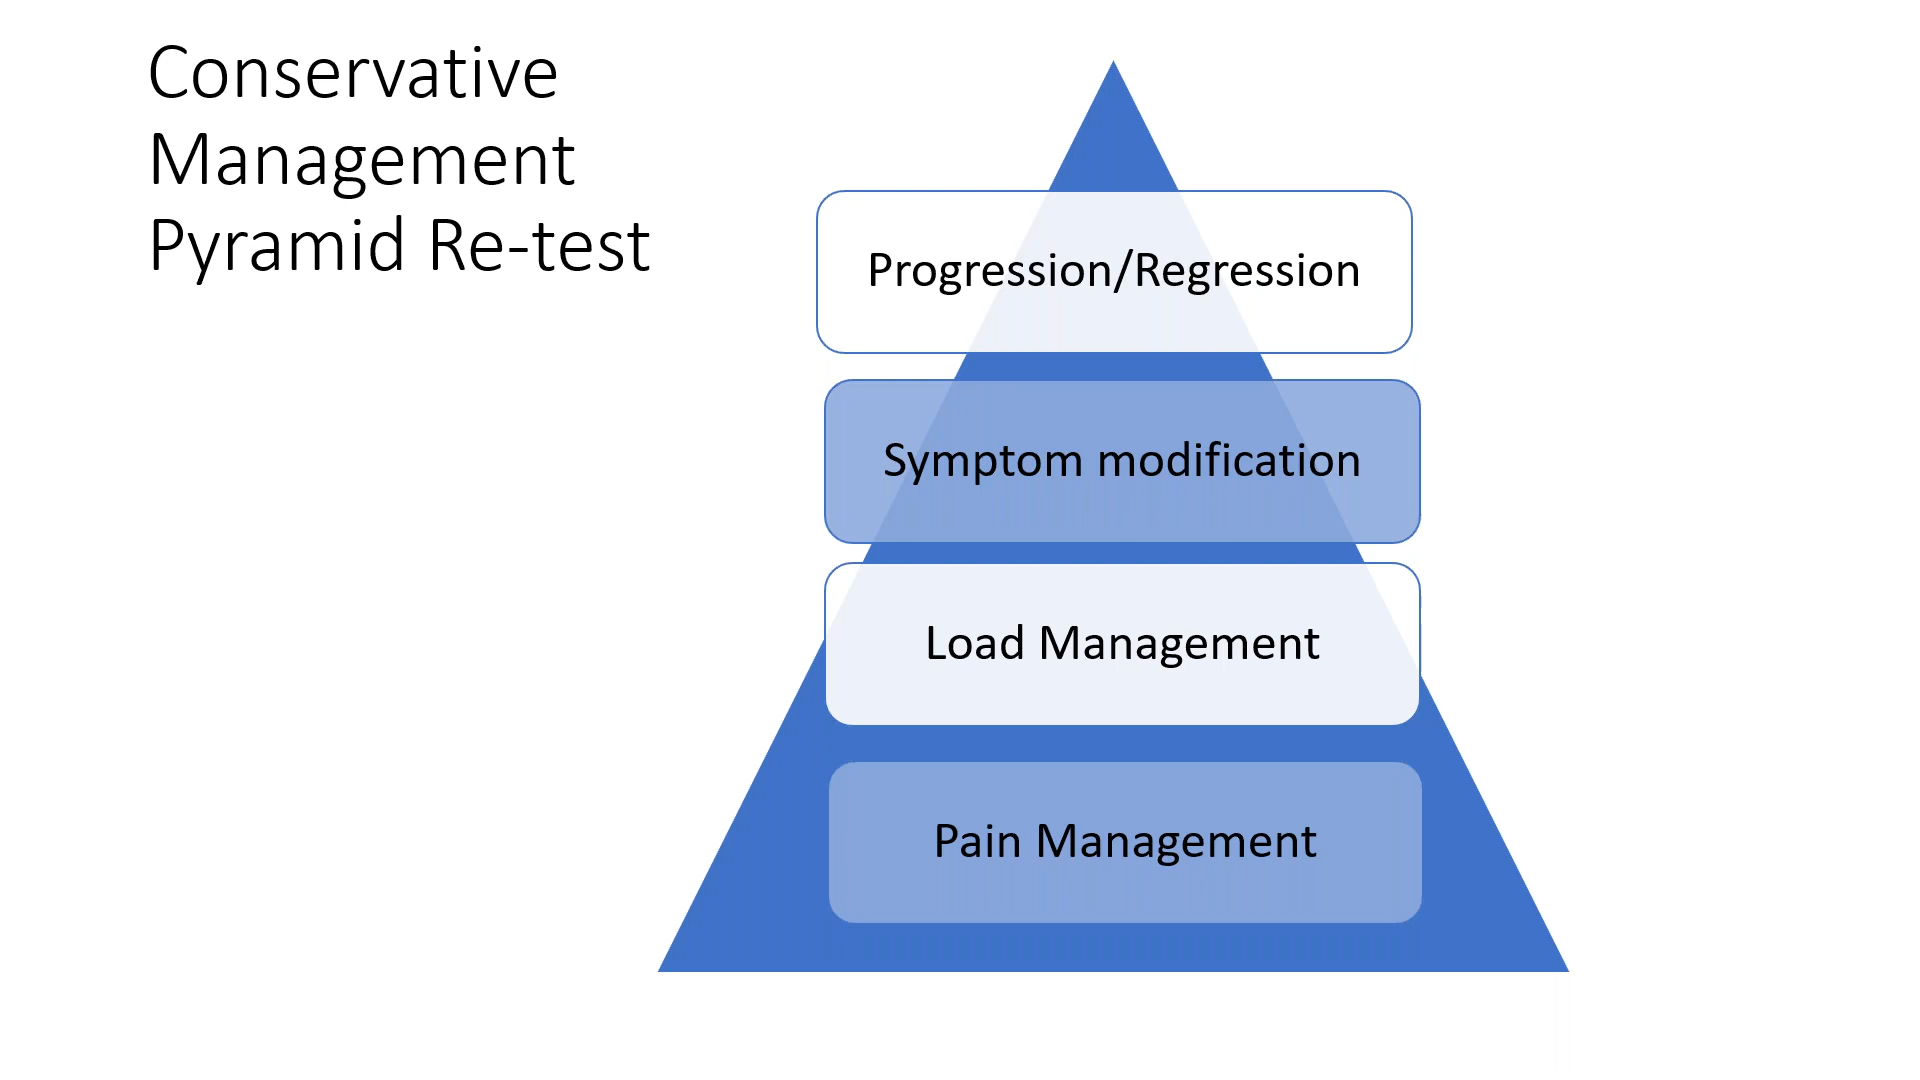 Conservative
Management
Pyramid Re-test
Progression/Regression
Symptom modification
Load Management
Pain Management